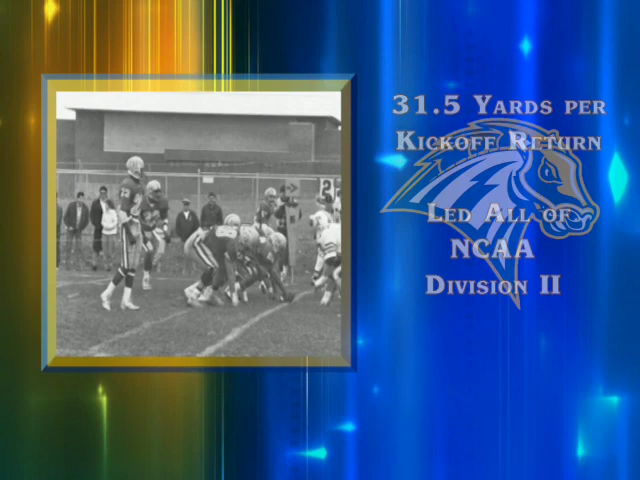 31.5 Yards per
Kickoff Return
Led All of
NCAA
Division II